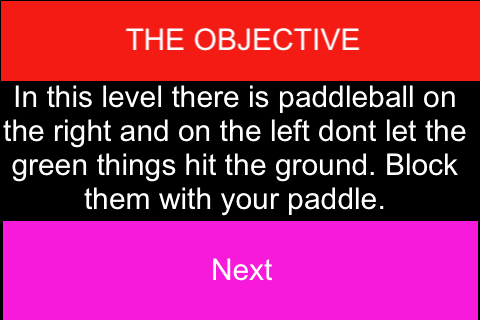 THE OBJECTIVE
In this level there is paddleball on
the right and on the left dont let the
green things hit the ground. Block
them with your paddle.
Next